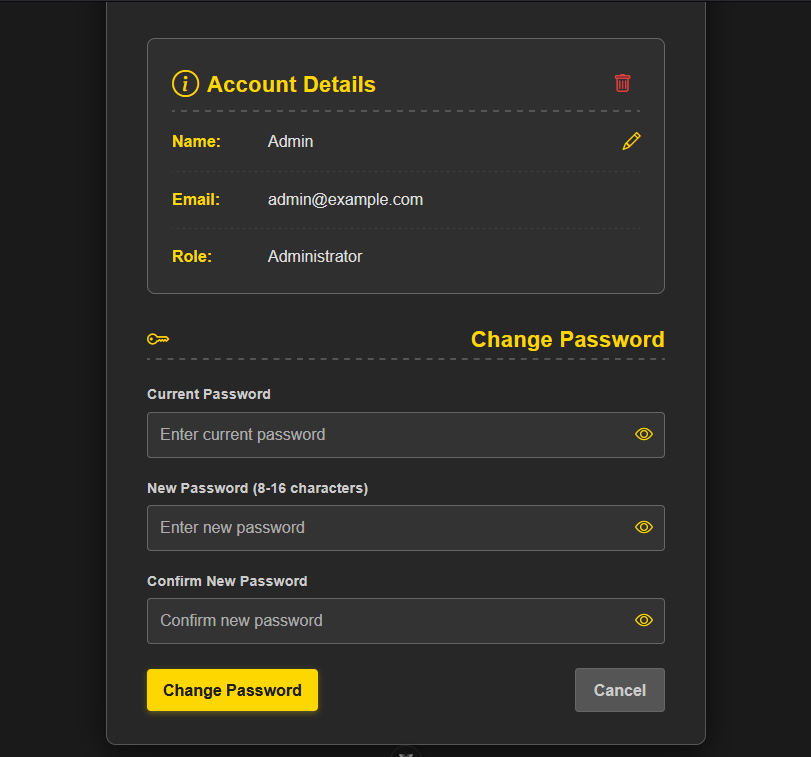 Account Details
Name: Admin
Email: admin@example.com
Role: Administrator
Change Password
Current Password
Enter current password
New Password (8-16 characters)
Enter new password
Confirm New Password
Confirm new password
Change Password Cancel